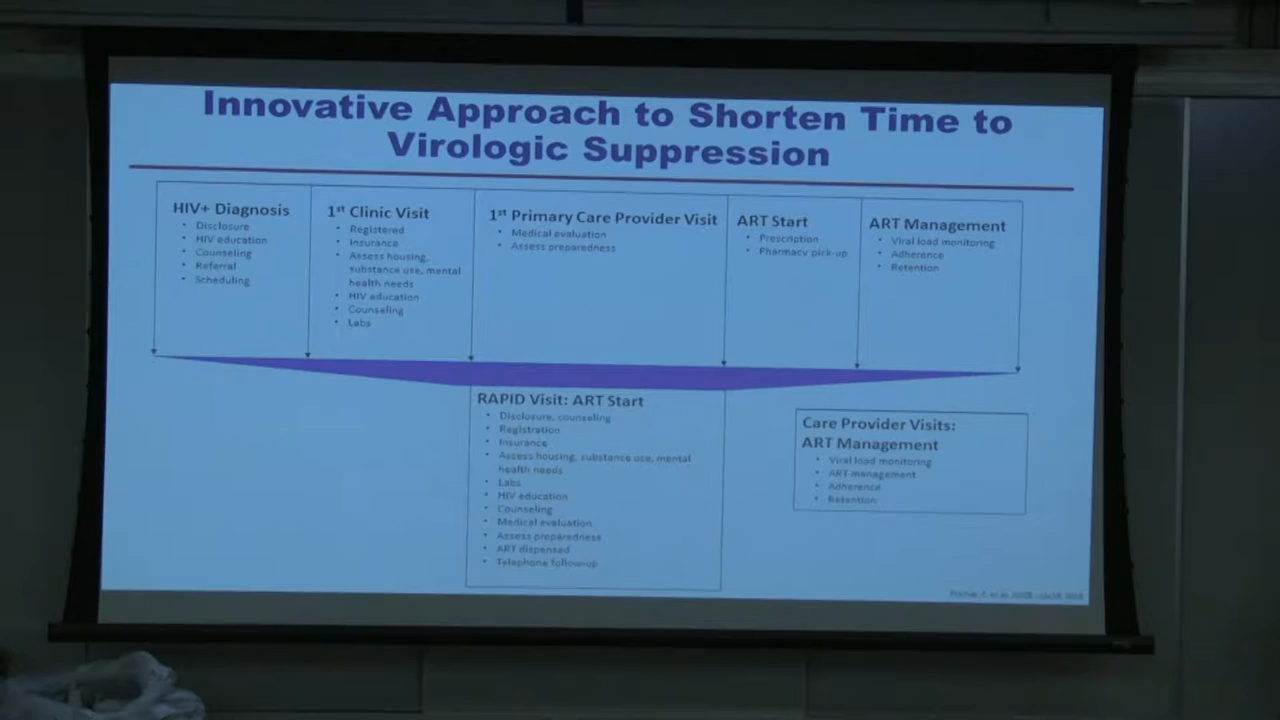 Innovative Approach to Shorten Time to
Virologic Suppression
HIV+ Diagnosis
• Disclosure
• HIV education
• Counseling
• Referral
• Scheduling
1st Clinic Visit
• Registered
• Insurance
• Assess housing,
substance use, mental
health needs
• HIV education
• Counseling
• Labs
1st Primary Care Provider Visit
• Medical evaluation
• Assess preparedness
ART Start
• Prescription
• Pharmacy pick-up
ART Management
• Viral load monitoring
• Adherence
• Retention
RAPID Visit: ART Start
• Disclosure, counseling
• Registration
• Insurance
• Assess housing, substance use, mental
health needs
• Labs
• HIV education
• Counseling
• Medical evaluation
• Assess preparedness
• ART dispensed
• Telephone follow-up
Care Provider Visits:
ART Management
• Viral load monitoring
• ART management
• Adherence
• Retention